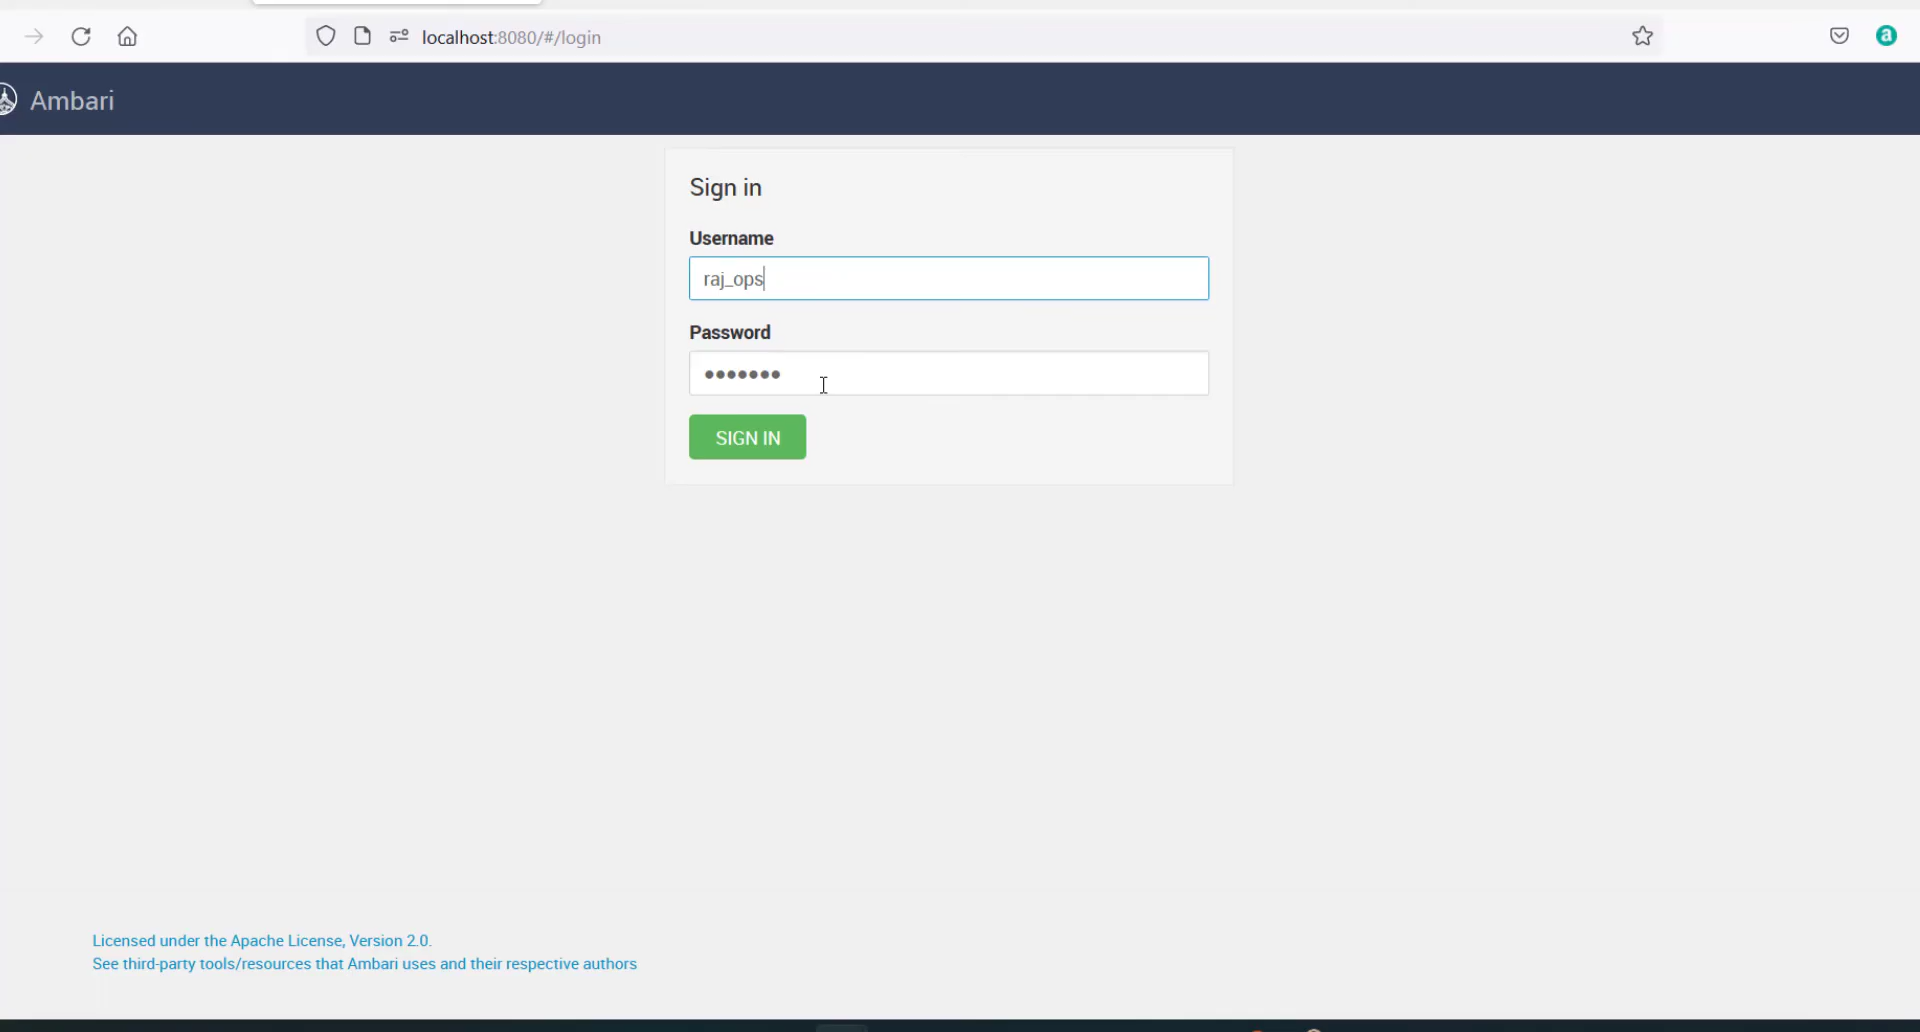 localhost:8080/#/login
a
Ambari
Sign in
Username
raj_ops
Password
•••••••
SIGN IN
Licensed under the Apache License, Version 2.0.
See third-party tools/resources that Ambari uses and their respective authors